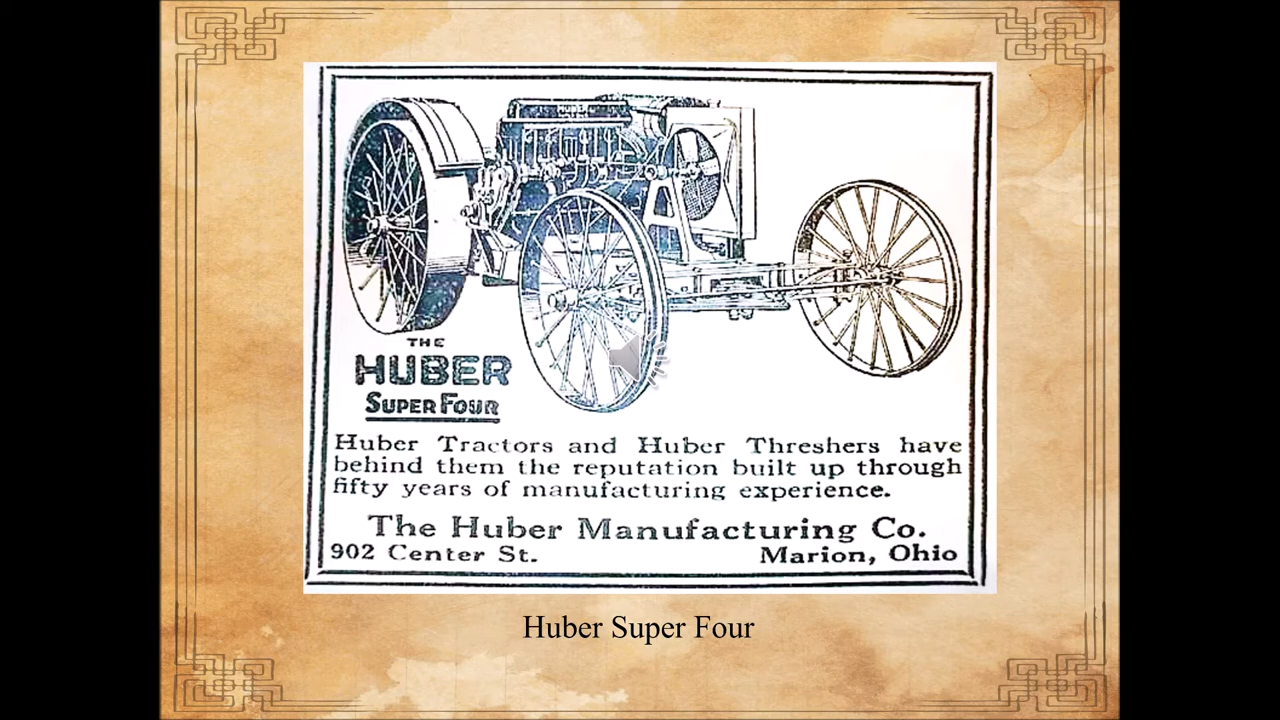 HUBER
THE
HUBER
SUPER FOUR
Huber Tractors and Huber Threshers have
behind them the reputation built up through
fifty years of manufacturing experience.
The Huber Manufacturing Co.
902 Center St. Marion, Ohio
Huber Super Four